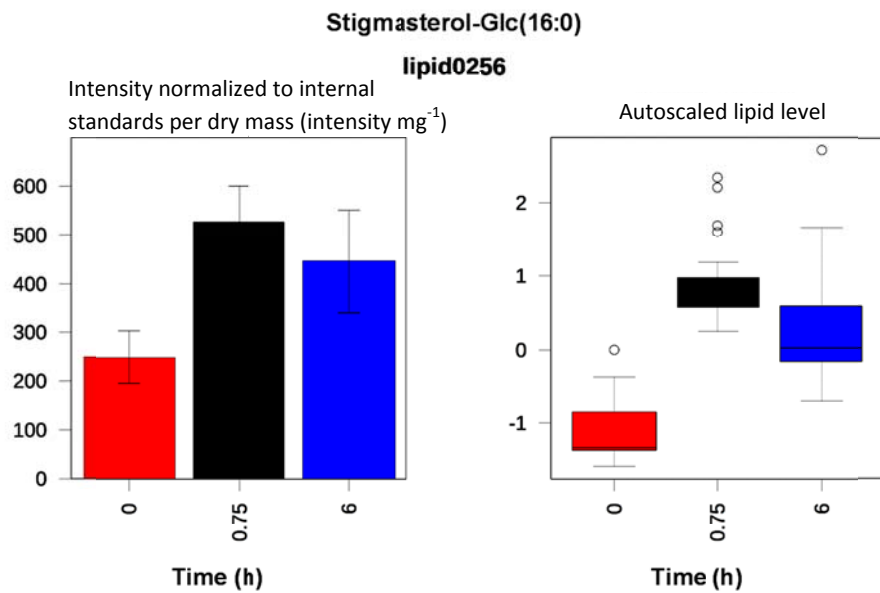 Stigmasterol-Glc(16:0)
lipid0256
Intensity normalized to internal
standards per dry mass (intensity mg⁻¹)
600
500
400
300
200
100
0
0
0.75
6
Time (h)
Autoscaled lipid level
2
1
0
-1
0
0.75
6
Time (h)